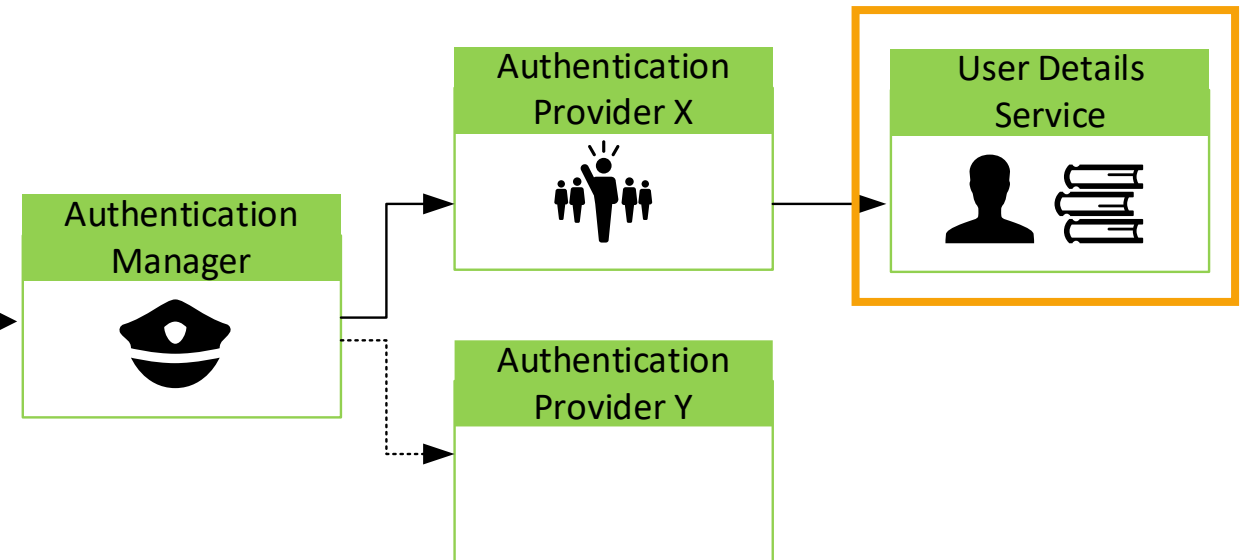 Authentication
Manager
Authentication
Provider X
User Details
Service
Authentication
Provider Y